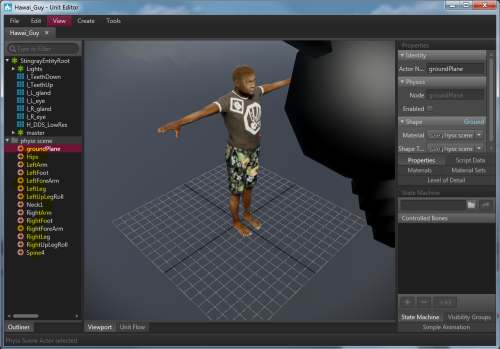 Hawai_Guy - Unit Editor
File Edit View Create Tools
Hawai_Guy ✕
Type to Filter
StingrayEntityRoot
Lights
l_TeethDown
l_TeethUp
l_L_gland
l_L_eye
l_R_gland
l_R_eye
H_DDS_LowRes
master
physx scene
groundPlane
Hips
LeftArm
LeftFoot
LeftForeArm
LeftLeg
LeftUpLegRoll
Neck1
RightArm
RightFoot
RightForeArm
RightLeg
RightUpLegRoll
Spine4
Outliner
Viewport Unit Flow
Properties
Identity
Actor N... groundPlane
Physics
Node groundPlane
Enabled
Shape Ground
Material
Shape T...
Properties Script Data
Materials Material Sets
Level of Detail
State Machine
Controlled Bones
+ − +All
State Machine Visibility Groups
Simple Animation
Physx Scene Actor selected.